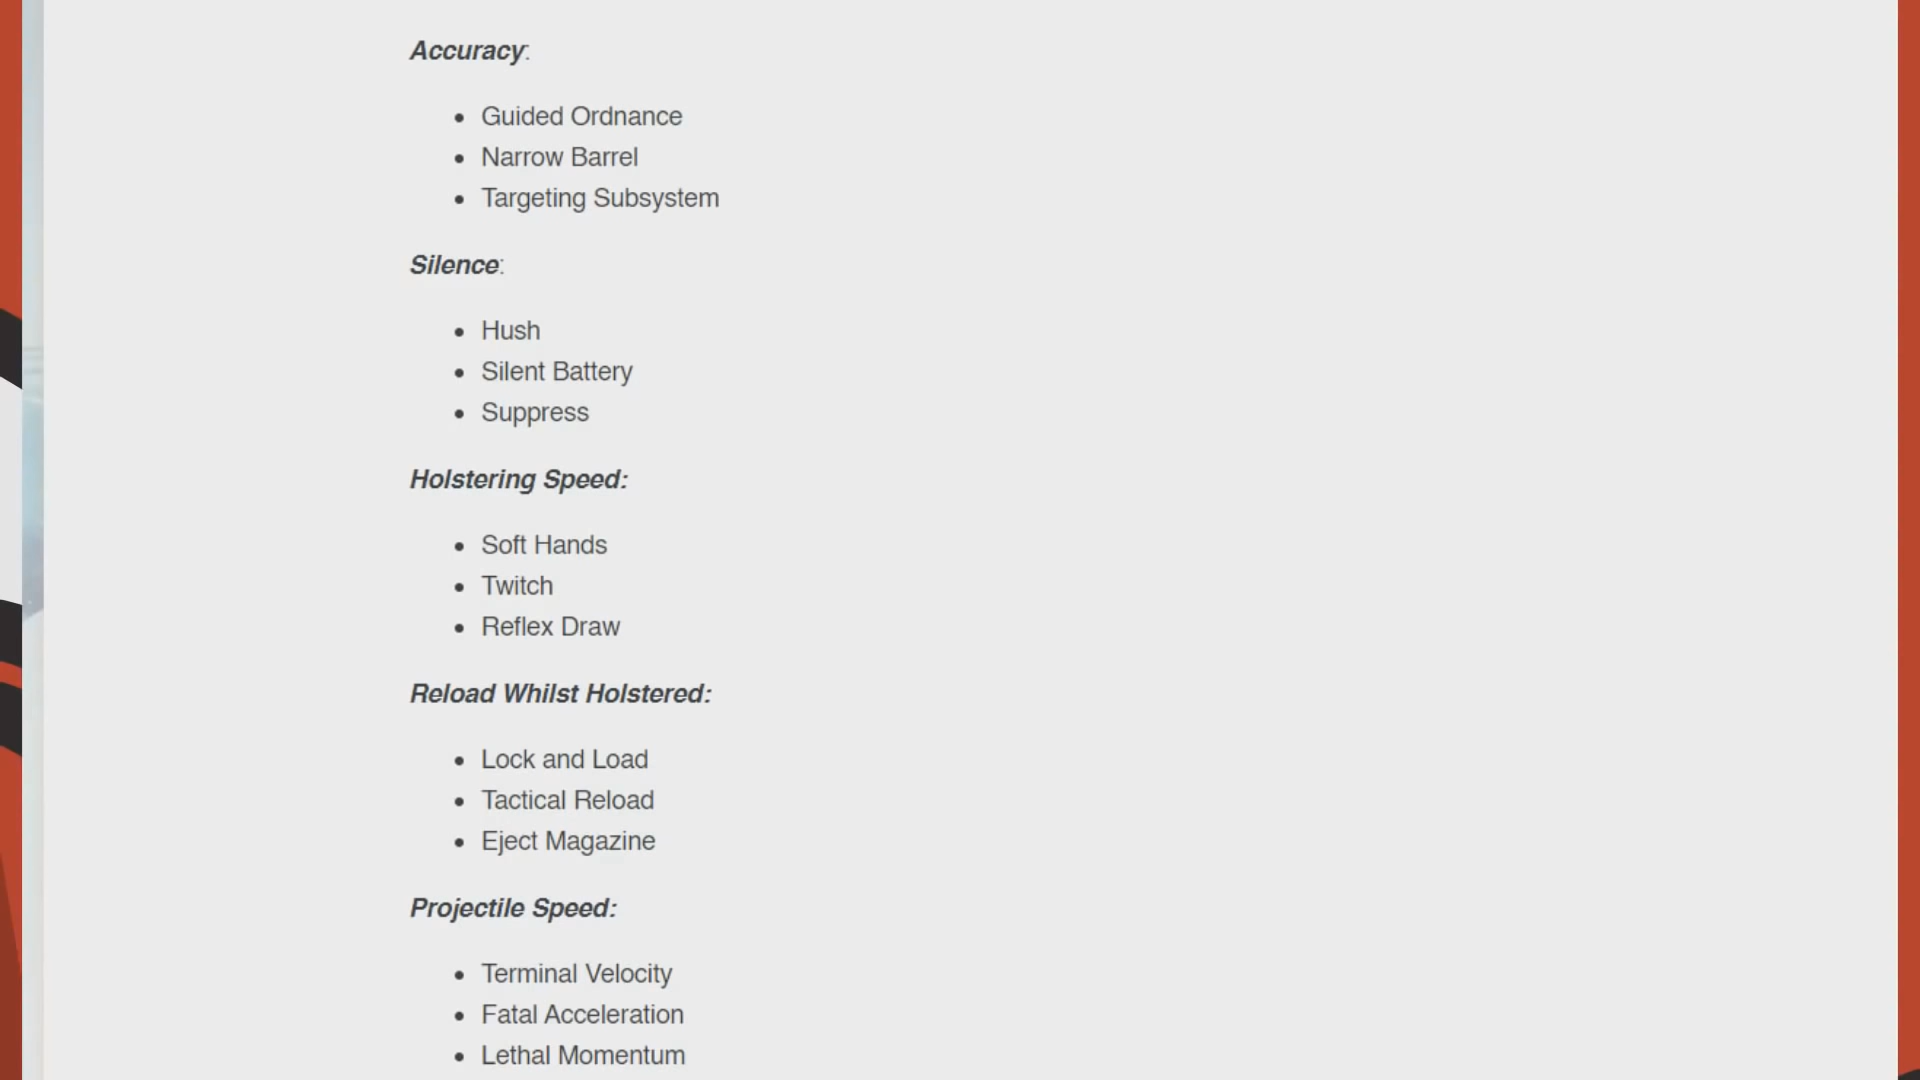 Accuracy:
Guided Ordnance
Narrow Barrel
Targeting Subsystem
Silence:
Hush
Silent Battery
Suppress
Holstering Speed:
Soft Hands
Twitch
Reflex Draw
Reload Whilst Holstered:
Lock and Load
Tactical Reload
Eject Magazine
Projectile Speed:
Terminal Velocity
Fatal Acceleration
Lethal Momentum